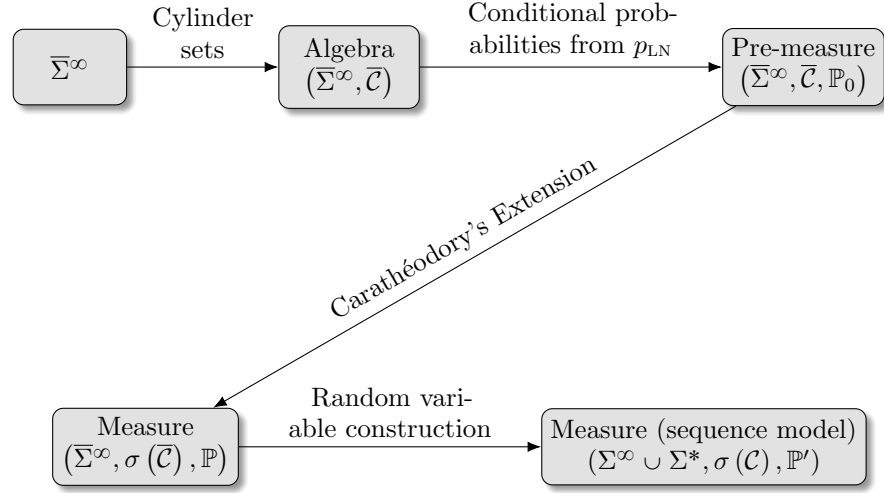 Cylinder
sets
Conditional prob-
abilities from p_LN
Σ̅^∞
Algebra
(Σ̅^∞, C̅)
Pre-measure
(Σ̅^∞, C̅, ℙ₀)
Carathéodory's Extension
Measure
(Σ̅^∞, σ(C̅), ℙ)
Random vari-
able construction
Measure (sequence model)
(Σ^∞ ∪ Σ*, σ(C), ℙ′)